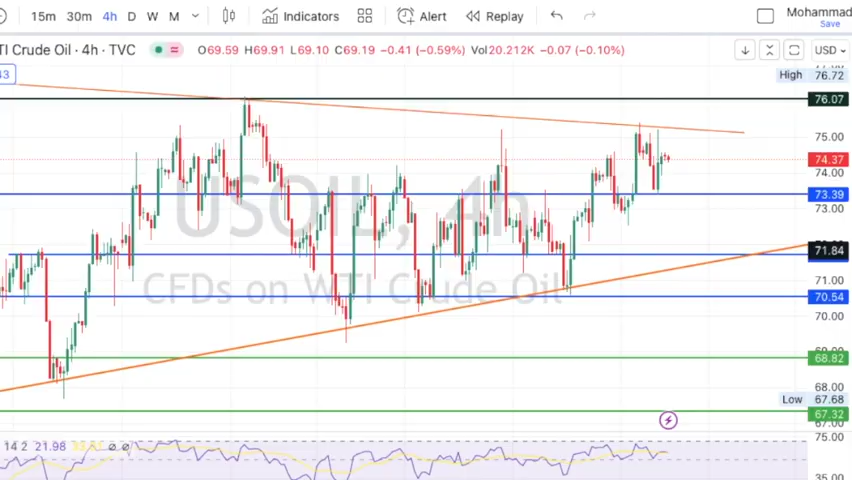 15m 30m 4h D W M Indicators Alert Replay Mohammad
Save
TI Crude Oil · 4h · TVC O69.59 H69.91 L69.10 C69.19 −0.41 (−0.59%) Vol20.212K −0.07 (−0.10%) USD
43
High 76.72
76.07
75.00
74.37
74.00
73.39
73.00
USOIL, 4h
71.84
CFDs on WTI Crude Oil
71.00
70.54
70.00
68.82
68.00
Low 67.68
67.32
67.00
14 2 21.98 ∅ ∅
75.00
35.00